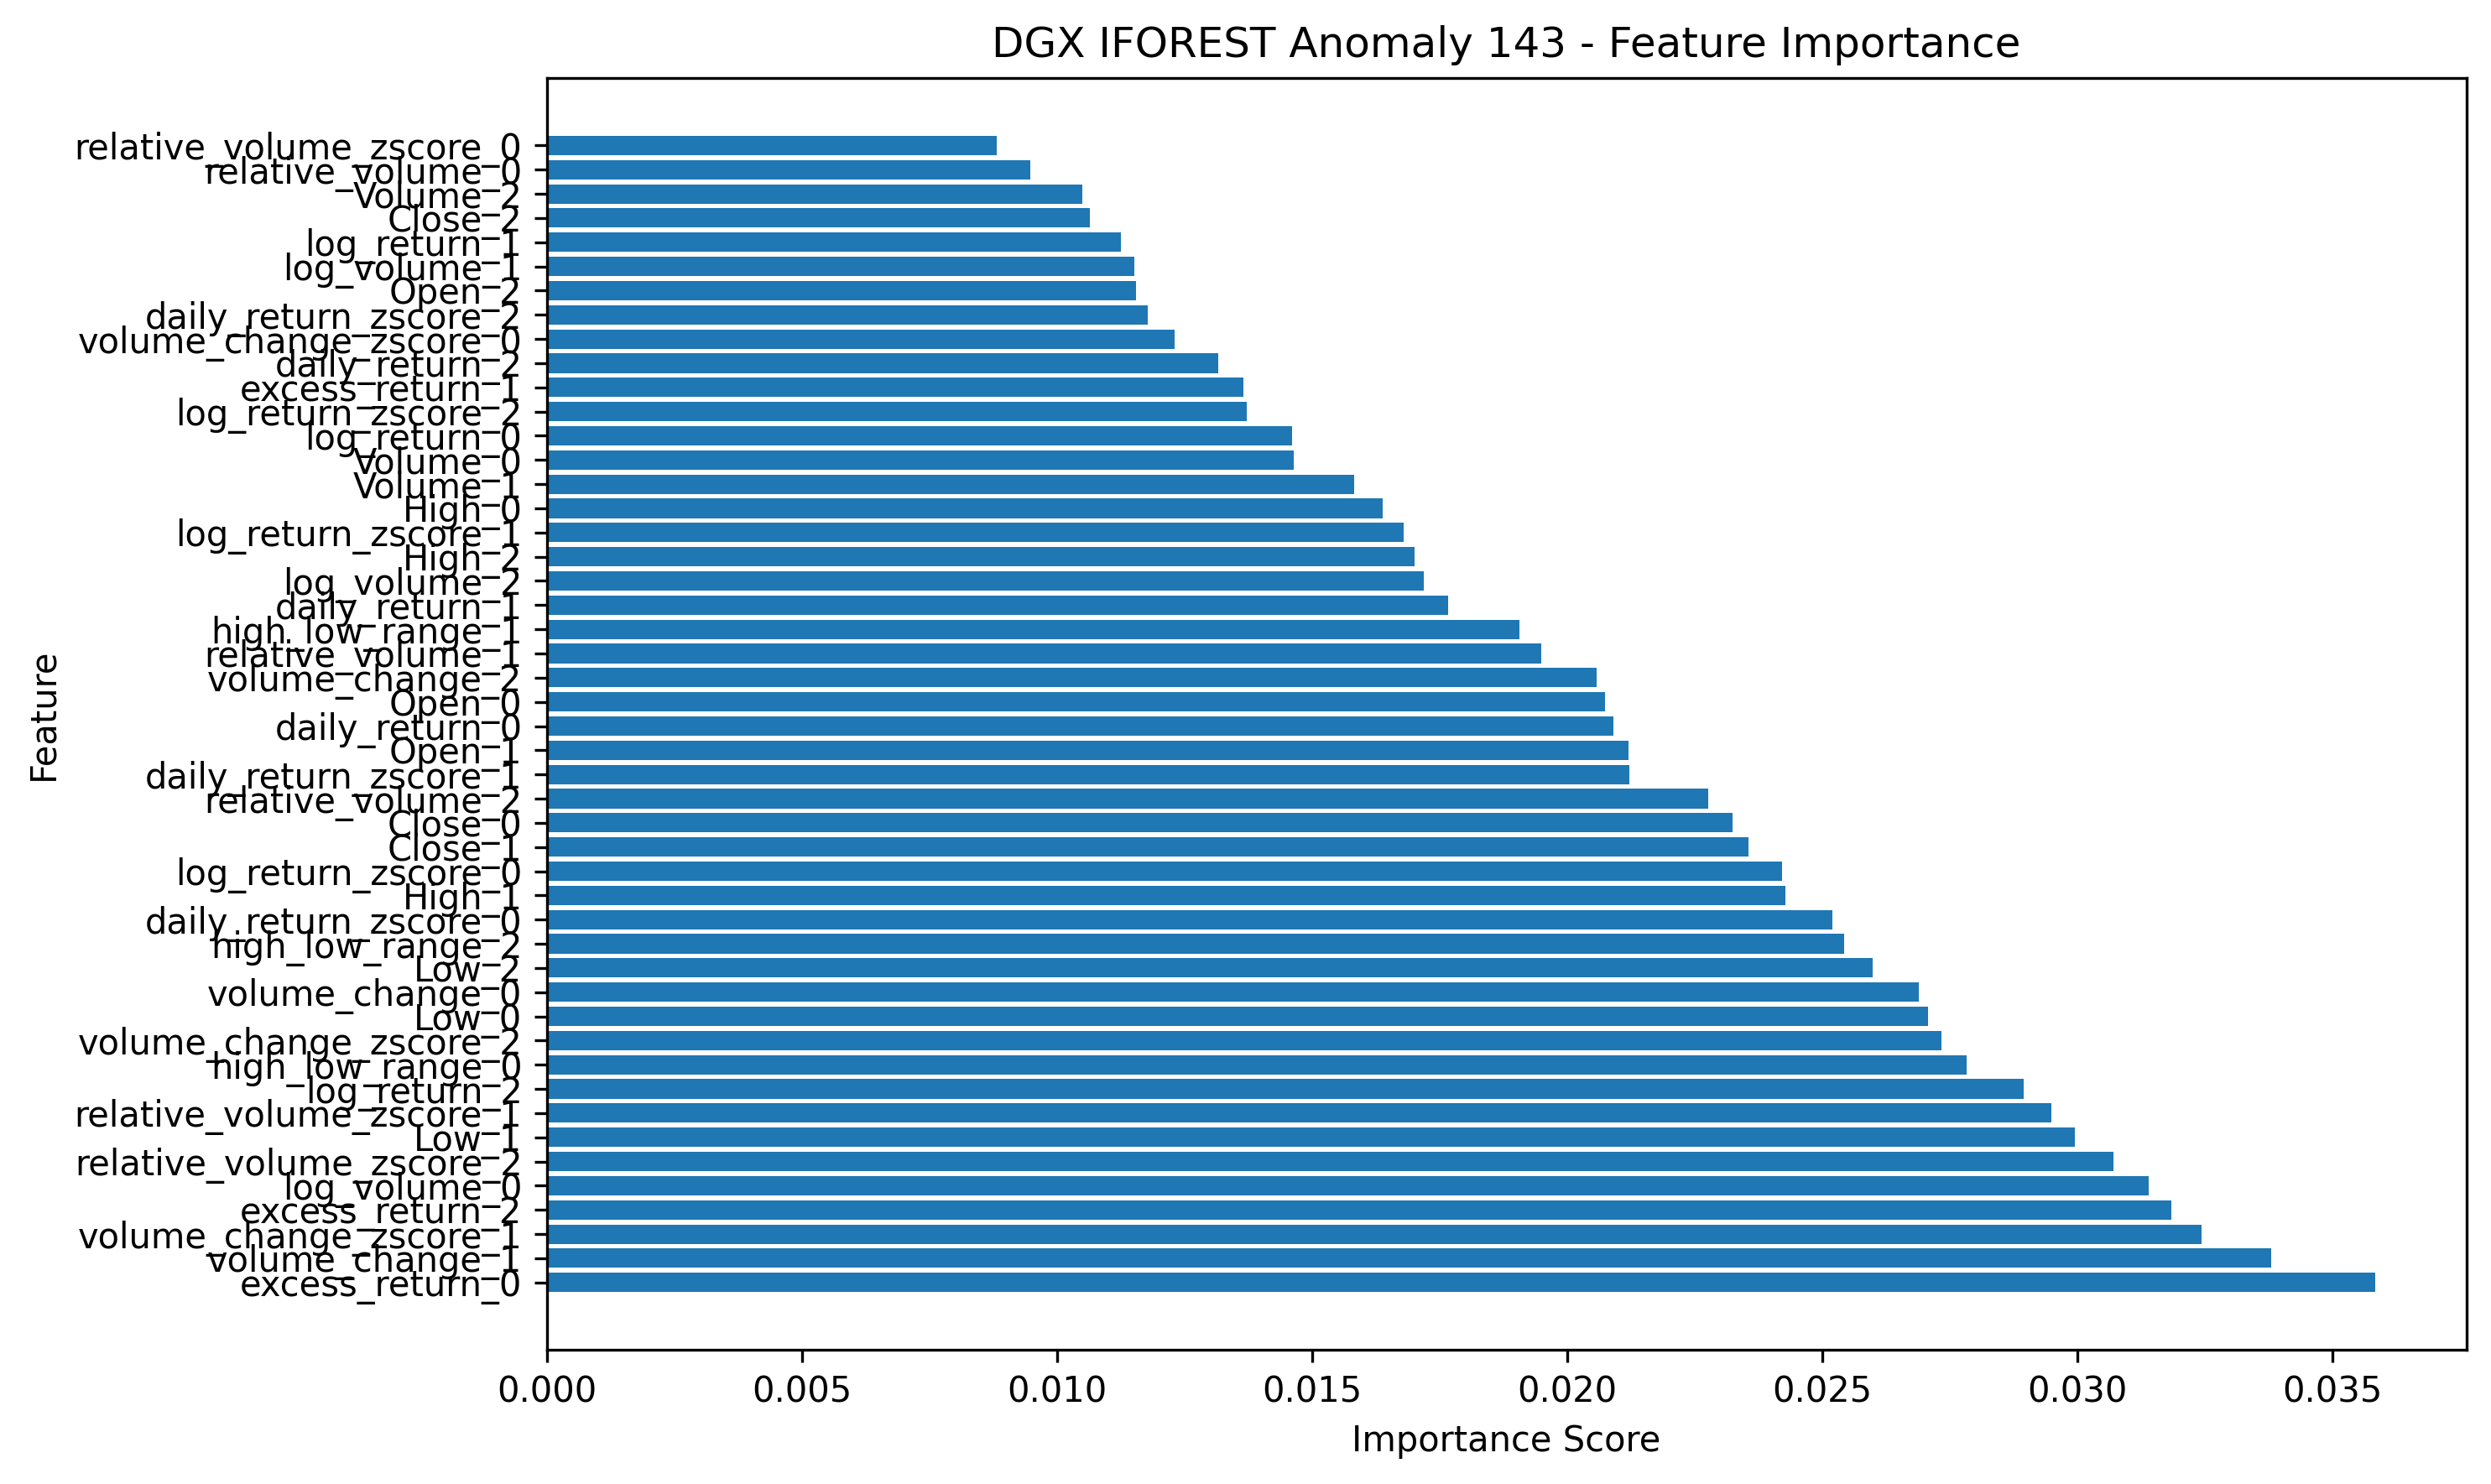 DGX IFOREST Anomaly 143 - Feature Importance
relative_volume_zscore_0
relative_volume_0
Volume_2
Close_2
log_return_1
log_volume_1
Open_2
daily_return_zscore_2
volume_change_zscore_0
daily_return_2
excess_return_1
log_return_zscore_2
log_return_0
Volume_0
Volume_1
High_0
log_return_zscore_1
High_2
log_volume_2
daily_return_1
high_low_range_1
relative_volume_1
volume_change_2
Open_0
daily_return_0
Open_1
daily_return_zscore_1
relative_volume_2
Close_0
Close_1
log_return_zscore_0
High_1
daily_return_zscore_0
high_low_range_2
Low_2
volume_change_0
Low_0
volume_change_zscore_2
high_low_range_0
log_return_2
relative_volume_zscore_1
Low_1
relative_volume_zscore_2
log_volume_0
excess_return_2
volume_change_zscore_1
volume_change_1
excess_return_0
Feature
0.000 0.005 0.010 0.015 0.020 0.025 0.030 0.035
Importance Score